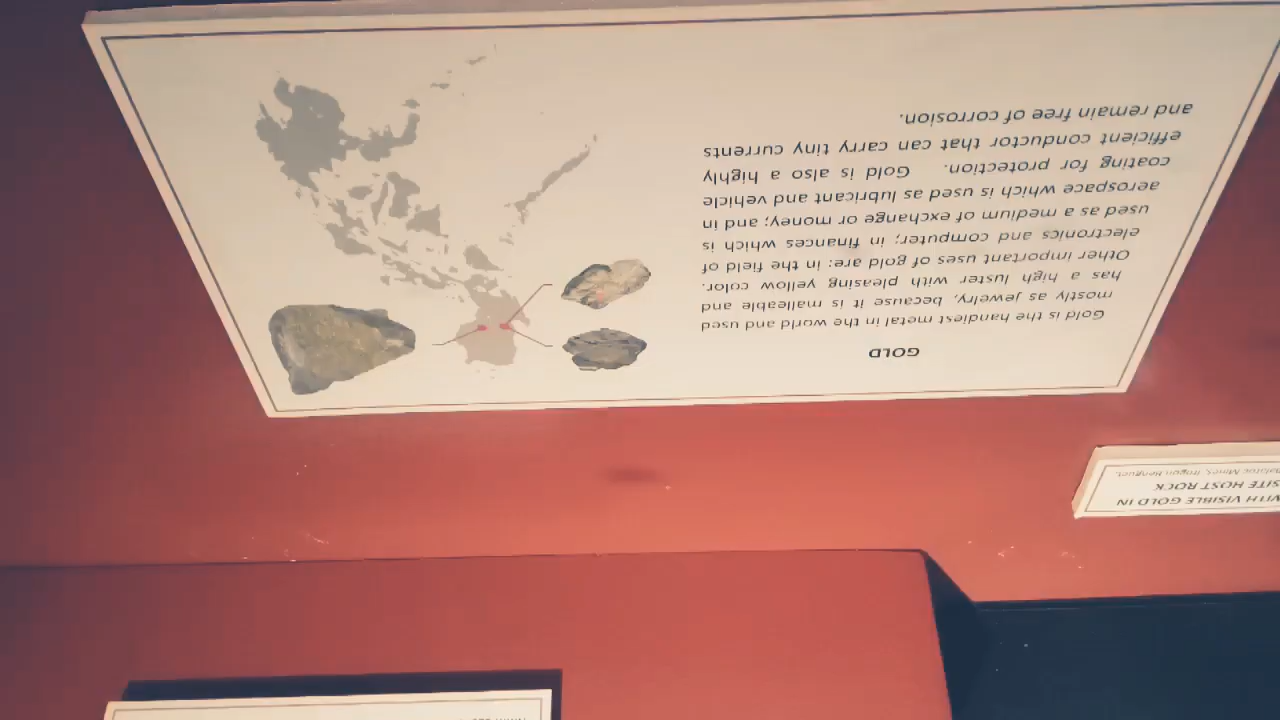 GOLD
Gold is the handiest metal in the world and used
mostly as jewelry, because it is malleable and
has a high luster with pleasing yellow color.
Other important uses of gold are: in the field of
electronics and computer; in finances which is
used as a medium of exchange or money; and in
aerospace which is used as lubricant and vehicle
coating for protection. Gold is also a highly
efficient conductor that can carry tiny currents
and remain free of corrosion.
WITH VISIBLE GOLD IN
SITE HOST ROCK
Mines, Itogon Benguet.